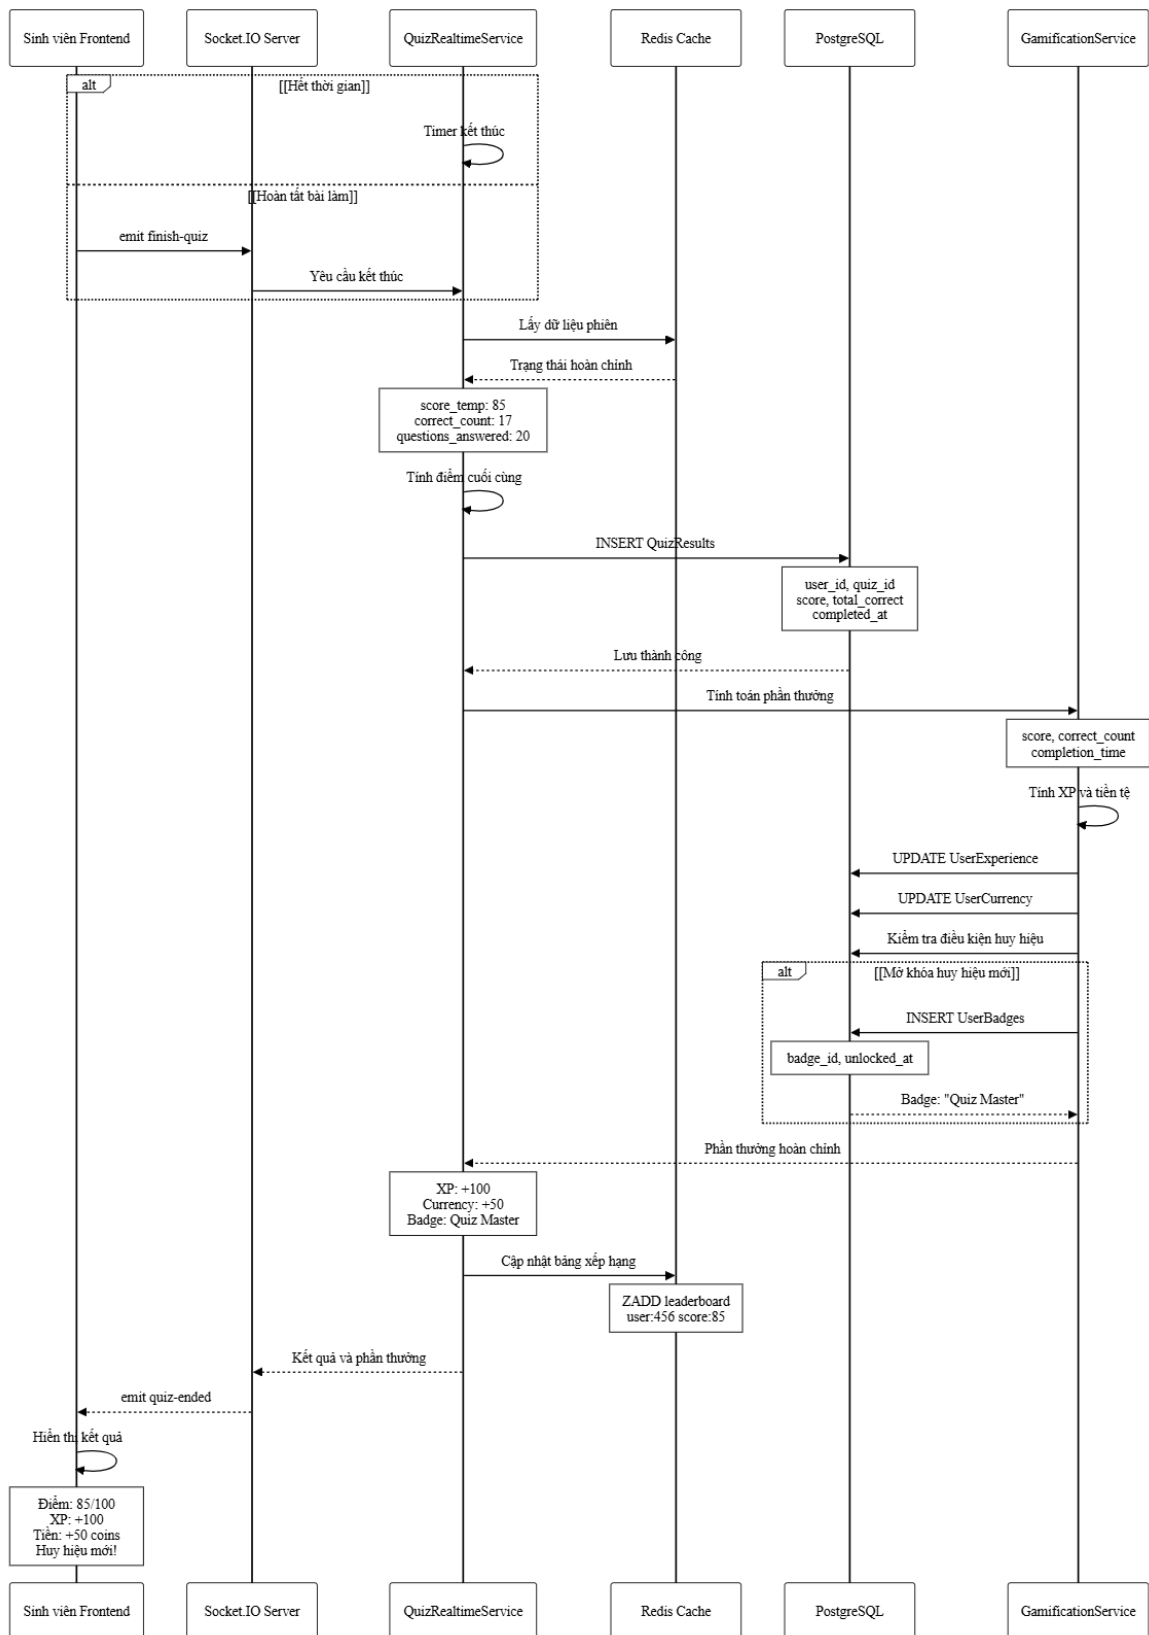 Sinh viên Frontend
Socket.IO Server
QuizRealtimeService
Redis Cache
PostgreSQL
GamificationService
alt
[[Hết thời gian]]
Timer kết thúc
[[Hoàn tất bài làm]]
emit finish-quiz
Yêu cầu kết thúc
Lấy dữ liệu phiên
Trạng thái hoàn chỉnh
score_temp: 85
correct_count: 17
questions_answered: 20
Tính điểm cuối cùng
INSERT QuizResults
user_id, quiz_id
score, total_correct
completed_at
Lưu thành công
Tính toán phần thưởng
score, correct_count
completion_time
Tính XP và tiền tệ
UPDATE UserExperience
UPDATE UserCurrency
Kiểm tra điều kiện huy hiệu
alt
[[Mở khóa huy hiệu mới]]
INSERT UserBadges
badge_id, unlocked_at
Badge: "Quiz Master"
Phần thưởng hoàn chỉnh
XP: +100
Currency: +50
Badge: Quiz Master
Cập nhật bảng xếp hạng
ZADD leaderboard
user:456 score:85
Kết quả và phần thưởng
emit quiz-ended
Hiển thị kết quả
Điểm: 85/100
XP: +100
Tiền: +50 coins
Huy hiệu mới!
Sinh viên Frontend
Socket.IO Server
QuizRealtimeService
Redis Cache
PostgreSQL
GamificationService